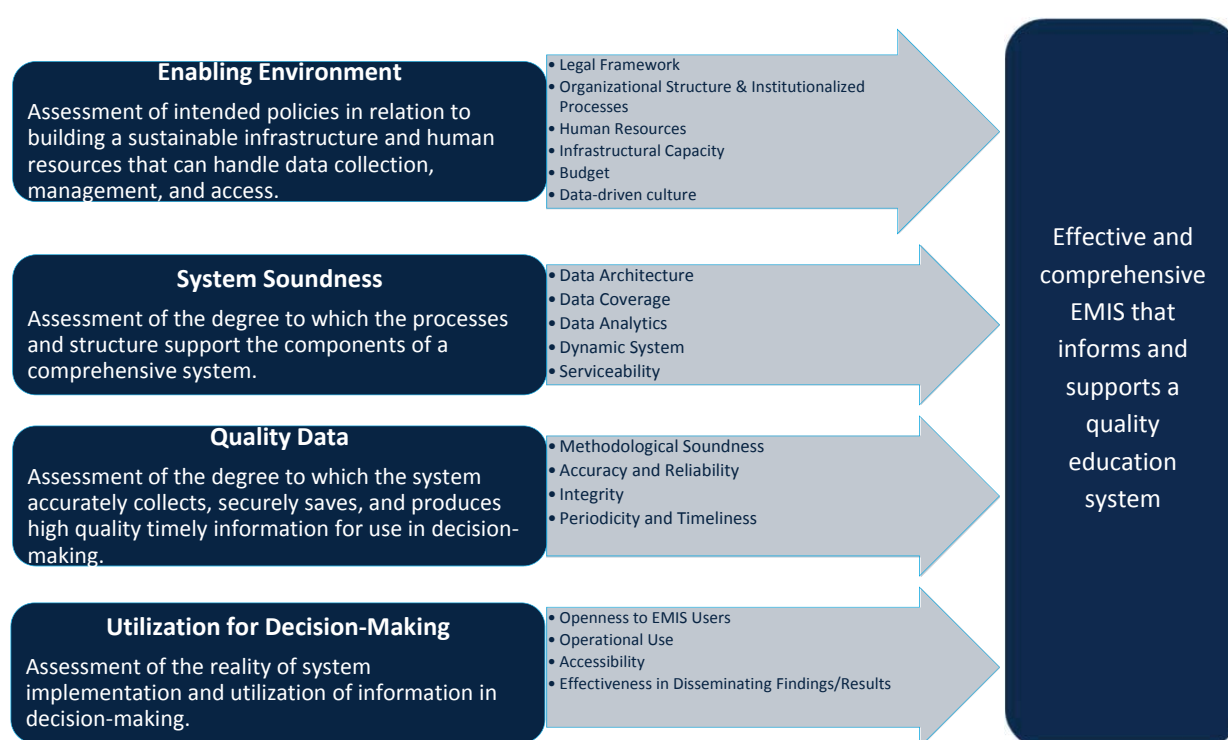 Enabling Environment
Assessment of intended policies in relation to
building a sustainable infrastructure and human
resources that can handle data collection,
management, and access.
• Legal Framework
• Organizational Structure & Institutionalized
Processes
• Human Resources
• Infrastructural Capacity
• Budget
• Data-driven culture
System Soundness
Assessment of the degree to which the processes
and structure support the components of a
comprehensive system.
• Data Architecture
• Data Coverage
• Data Analytics
• Dynamic System
• Serviceability
Quality Data
Assessment of the degree to which the system
accurately collects, securely saves, and produces
high quality timely information for use in decision-
making.
• Methodological Soundness
• Accuracy and Reliability
• Integrity
• Periodicity and Timeliness
Utilization for Decision-Making
Assessment of the reality of system
implementation and utilization of information in
decision-making.
• Openness to EMIS Users
• Operational Use
• Accessibility
• Effectiveness in Disseminating Findings/Results
Effective and
comprehensive
EMIS that
informs and
supports a
quality
education
system